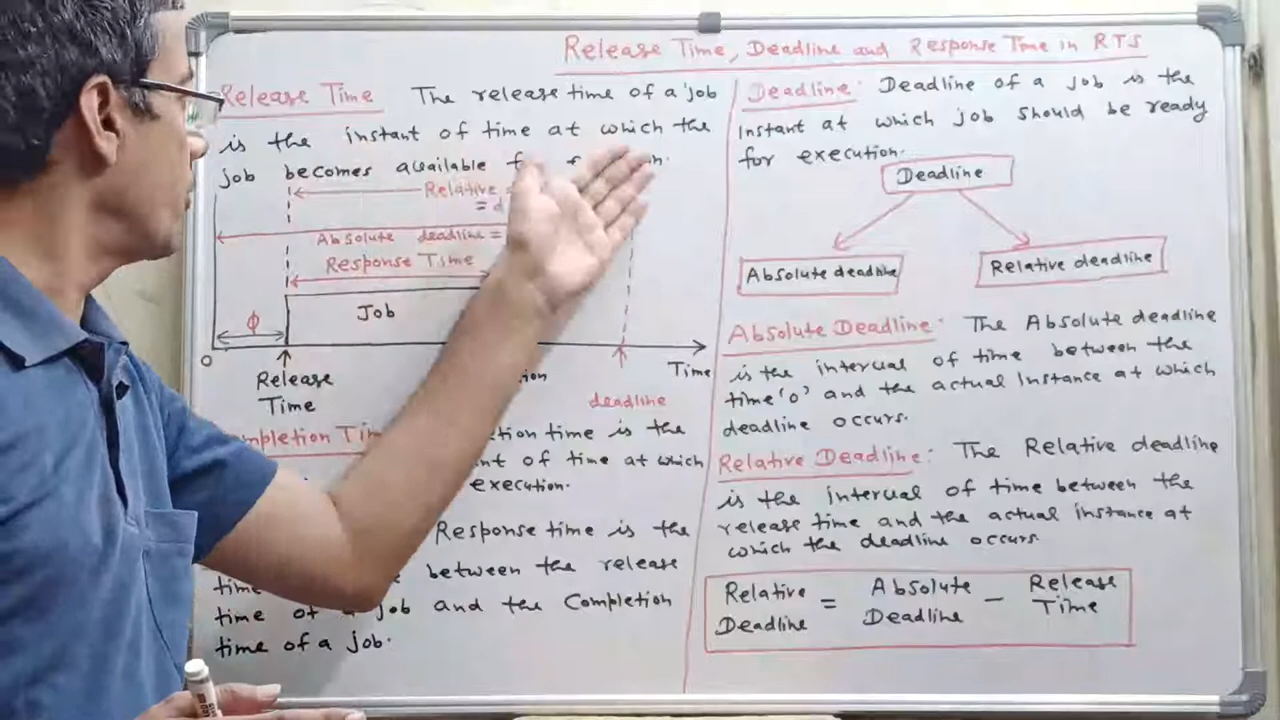 Release Time, Deadline and Response Time in RTS
Release Time The release time of a job
is the instant of time at which the
job becomes available
Relative
= d
Absolute deadline =
Response Time
Job
ϕ
0
Time
Release
Time
deadline
Completion Time is the
of time at which
execution.
Response time is the
time between the release
time of a job and the Completion
time of a job.
Deadline: Deadline of a job is the
instant at which job should be ready
for execution.
Deadline
Absolute deadline
Relative deadline
Absolute Deadline: The Absolute deadline
is the interval of time between the
time '0' and the actual instance at which
deadline occurs.
Relative Deadline: The Relative deadline
is the interval of time between the
release time and the actual instance at
which the deadline occurs.
Relative Deadline = Absolute Deadline - Release Time